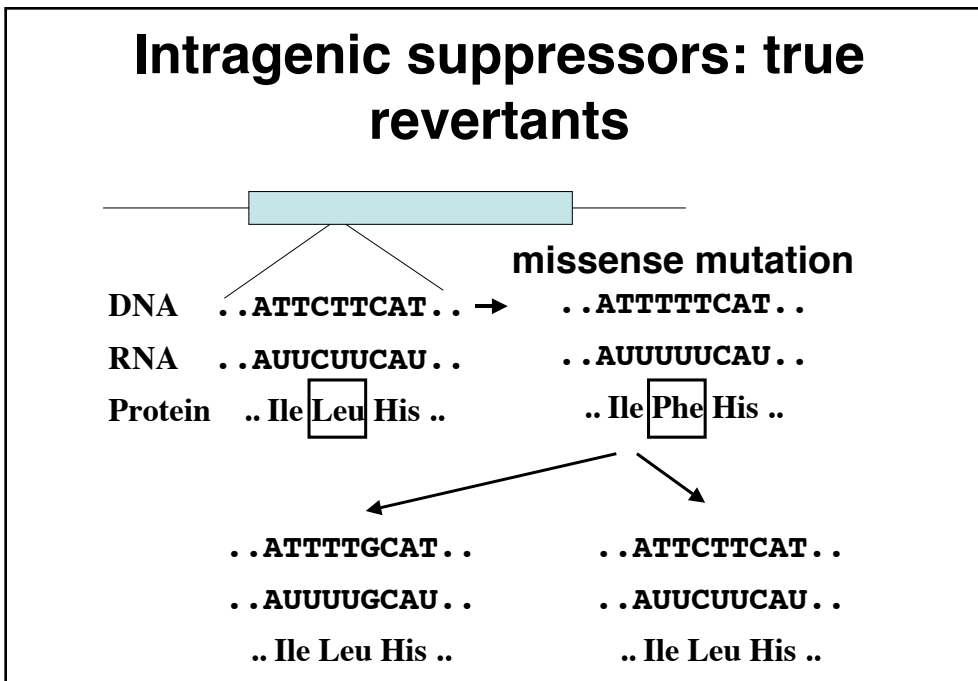 Intragenic suppressors: true
revertants
missense mutation
DNA ..ATTCTTCAT.. ..ATTTTTCAT..
RNA ..AUUCUUCAU.. ..AUUUUUCAU..
Protein .. Ile Leu His .. .. Ile Phe His ..
..ATTTTGCAT.. ..ATTCTTCAT..
..AUUUUGCAU.. ..AUUCUUCAU..
.. Ile Leu His .. .. Ile Leu His ..